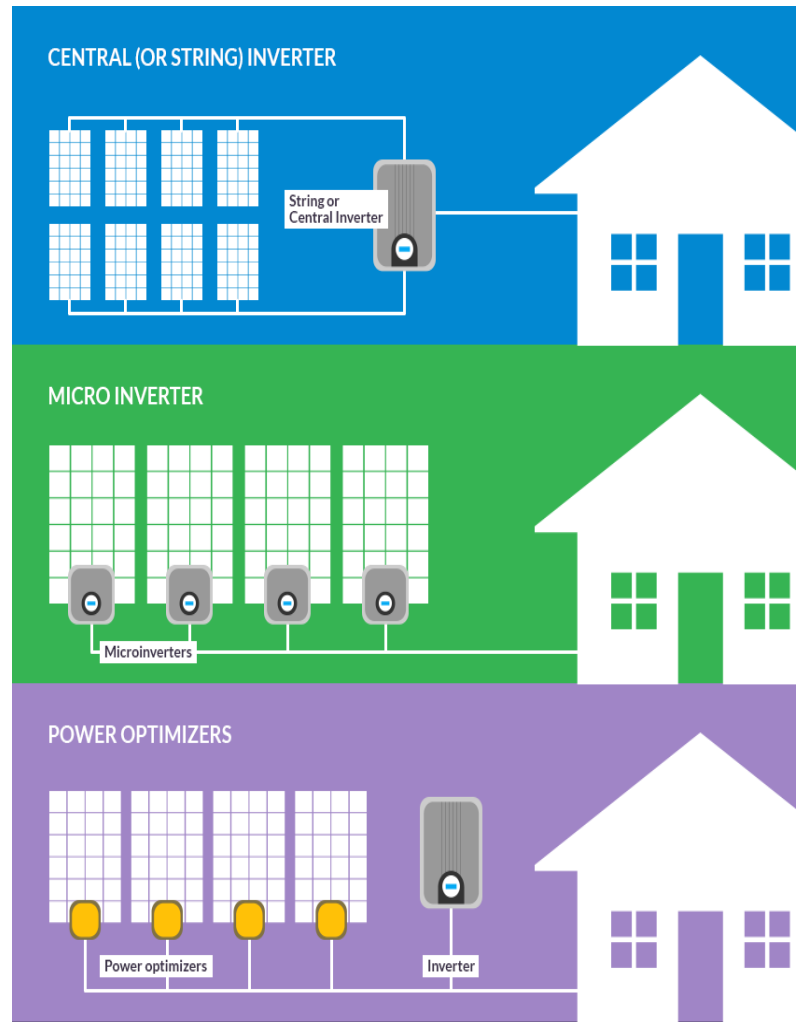 CENTRAL (OR STRING) INVERTER
String or
Central Inverter
MICRO INVERTER
Microinverters
POWER OPTIMIZERS
Power optimizers
Inverter